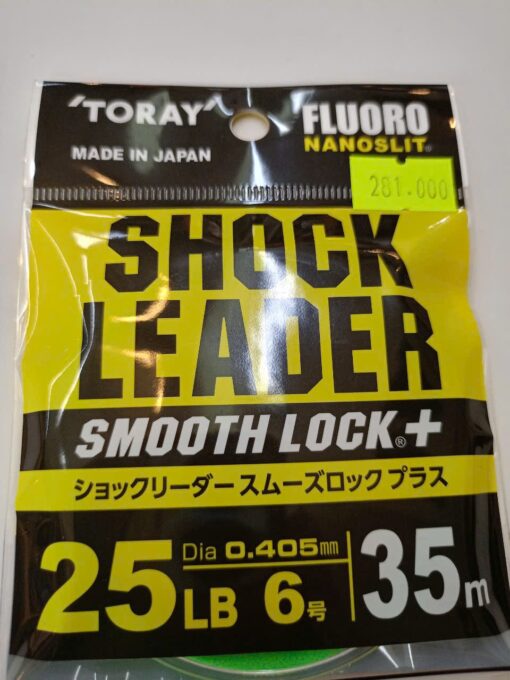 'TORAY'
MADE IN JAPAN
FLUORO
NANOSLIT®
281.000
SHOCK
LEADER
SMOOTH LOCK®+
ショックリーダー スムーズロック プラス
25LB
Dia 0.405mm
6号
35m